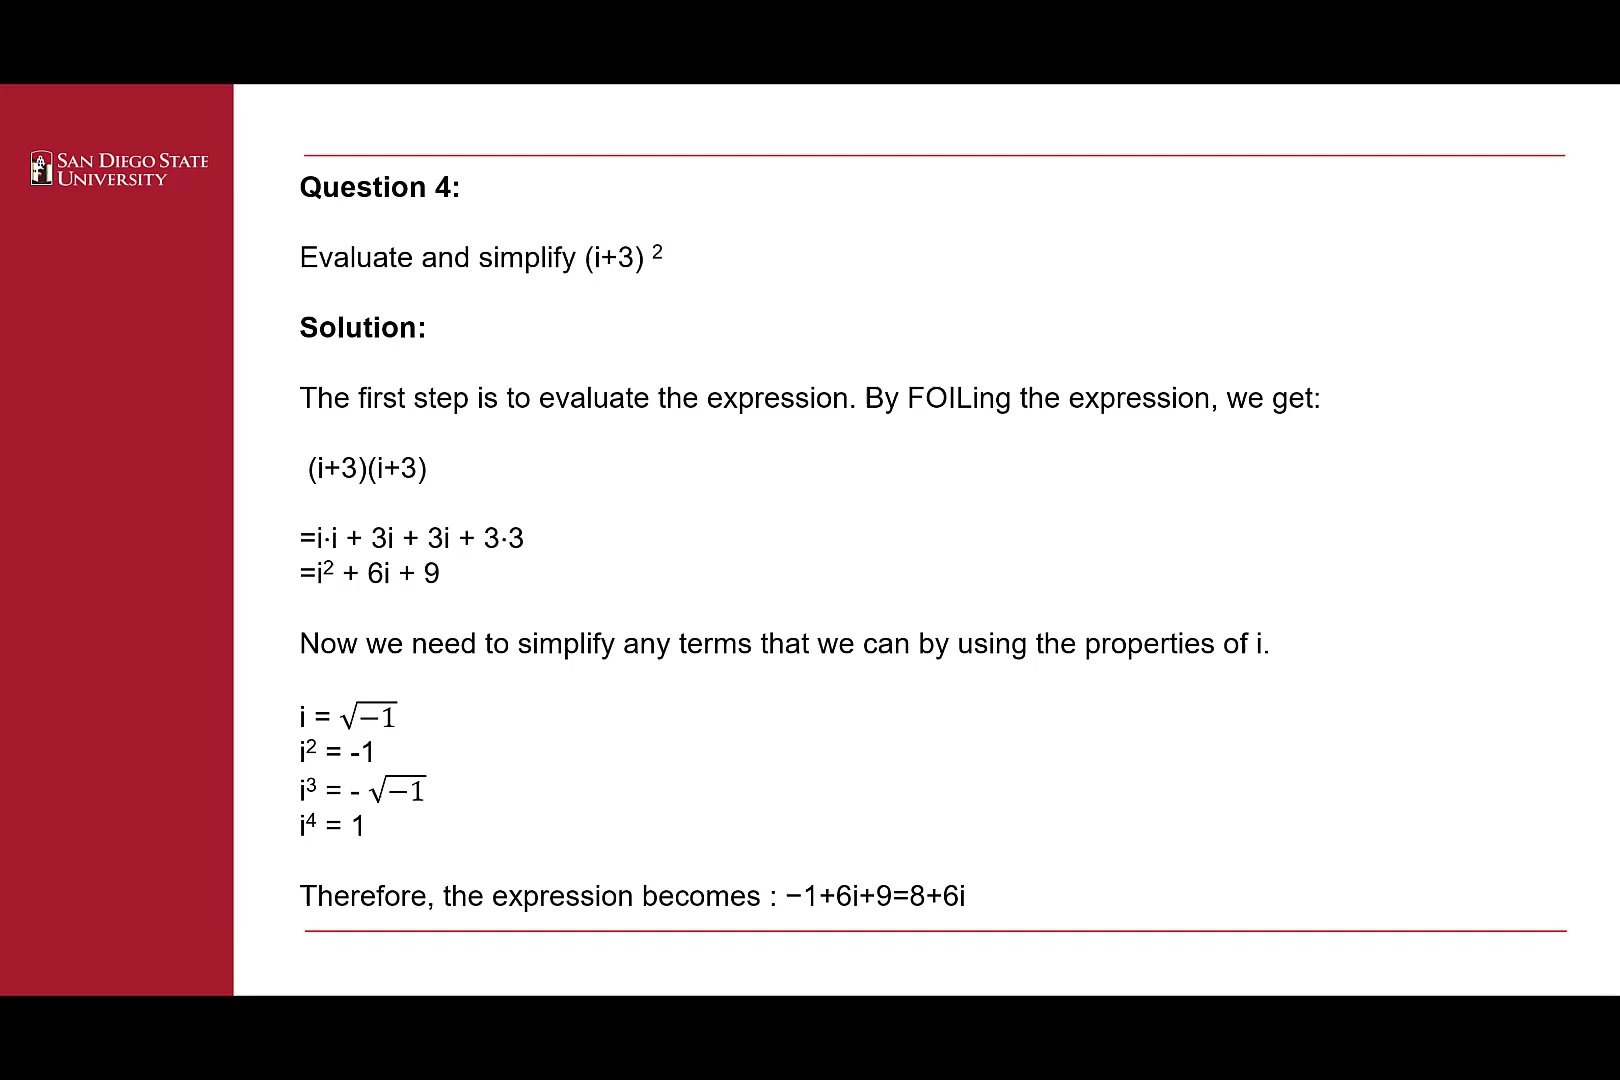 SAN DIEGO STATE
UNIVERSITY
Question 4:
Evaluate and simplify (i+3) ²
Solution:
The first step is to evaluate the expression. By FOILing the expression, we get:
(i+3)(i+3)
=i·i + 3i + 3i + 3·3
=i² + 6i + 9
Now we need to simplify any terms that we can by using the properties of i.
i = √−1
i² = -1
i³ = - √−1
i⁴ = 1
Therefore, the expression becomes : −1+6i+9=8+6i